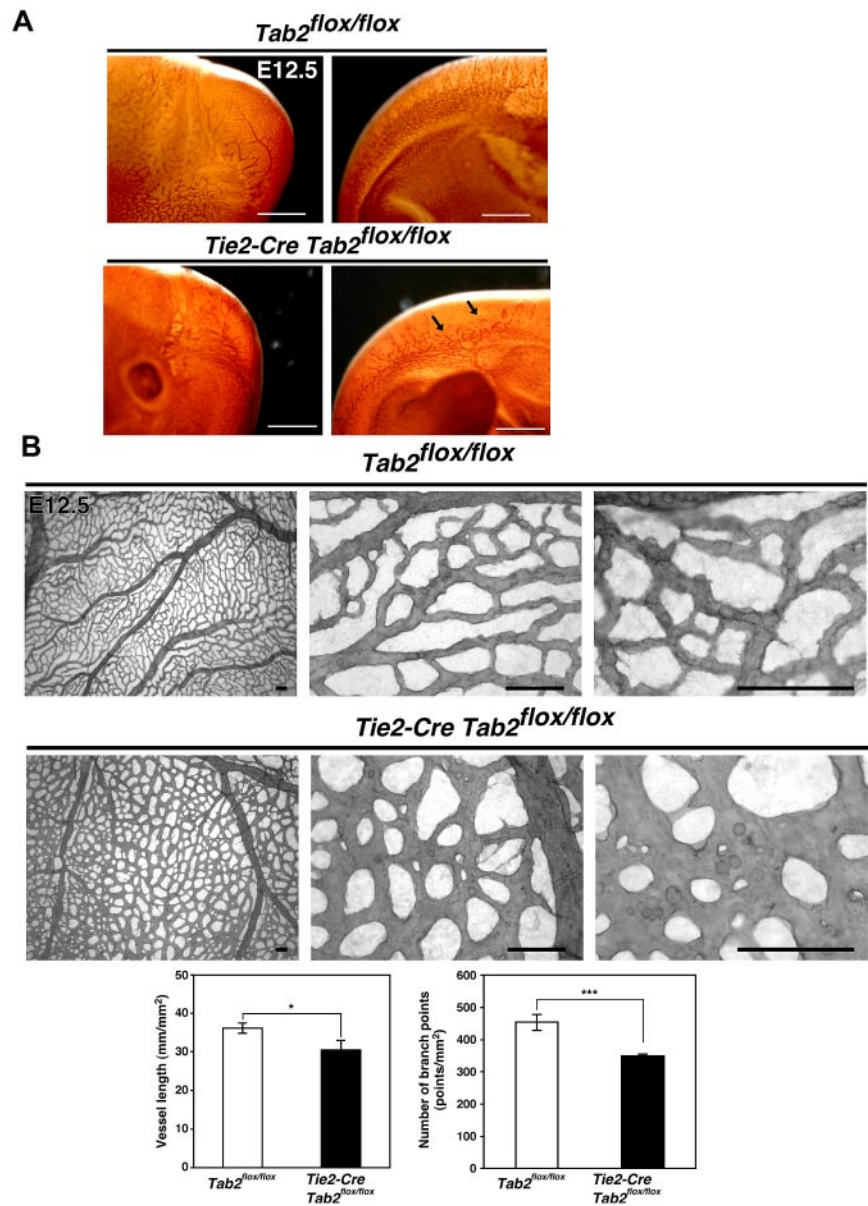 A
Tab2flox/flox
E12.5
Tie2-Cre Tab2flox/flox
B
Tab2flox/flox
E12.5
Tie2-Cre Tab2flox/flox
50
40
30
20
10
0
Vessel length (mm/mm²)
*
Tab2flox/flox
Tie2-Cre
Tab2flox/flox
600
500
400
300
200
100
0
Number of branch points
(points/mm²)
***
Tab2flox/flox
Tie2-Cre
Tab2flox/flox